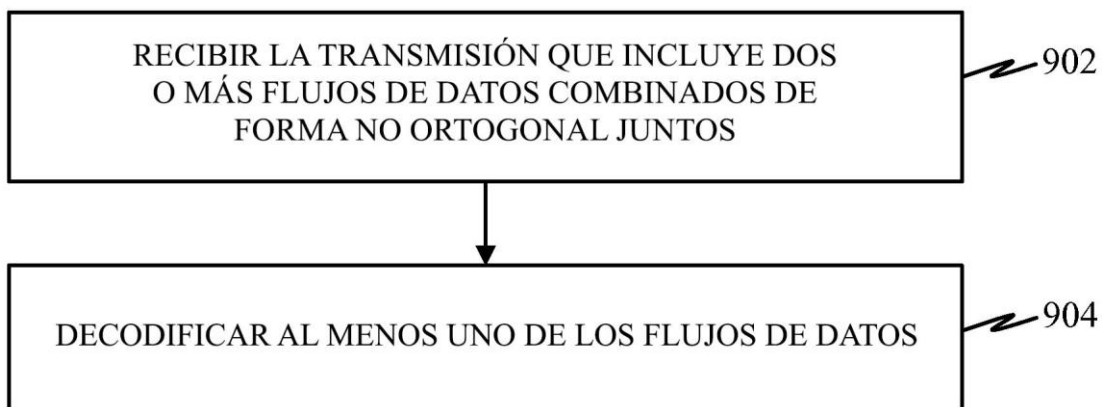 RECIBIR LA TRANSMISIÓN QUE INCLUYE DOS
O MÁS FLUJOS DE DATOS COMBINADOS DE
FORMA NO ORTOGONAL JUNTOS
902
DECODIFICAR AL MENOS UNO DE LOS FLUJOS DE DATOS
904